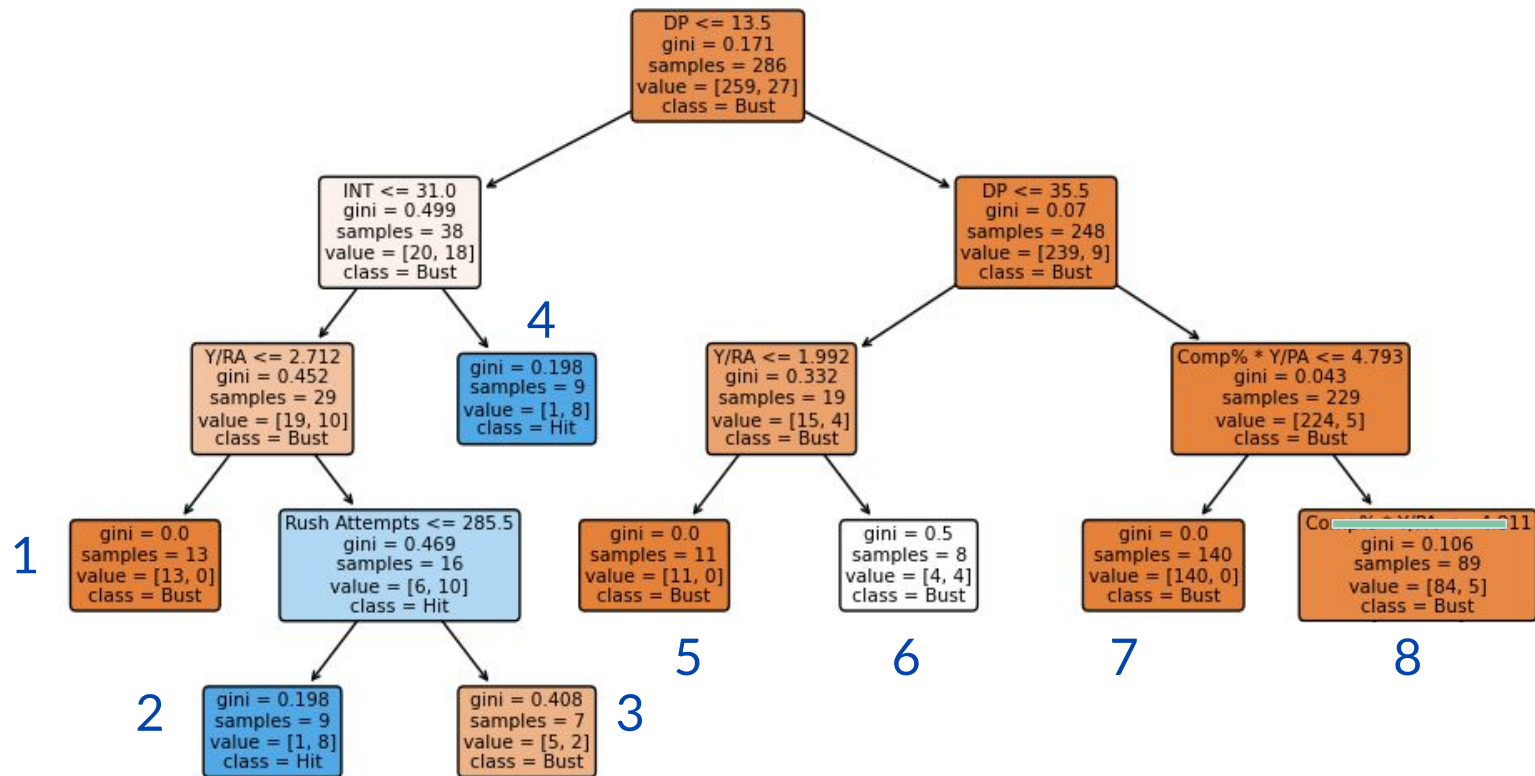 DP <= 13.5
gini = 0.171
samples = 286
value = [259, 27]
class = Bust
INT <= 31.0
gini = 0.499
samples = 38
value = [20, 18]
class = Bust
DP <= 35.5
gini = 0.07
samples = 248
value = [239, 9]
class = Bust
Y/RA <= 2.712
gini = 0.452
samples = 29
value = [19, 10]
class = Bust
4
gini = 0.198
samples = 9
value = [1, 8]
class = Hit
Y/RA <= 1.992
gini = 0.332
samples = 19
value = [15, 4]
class = Bust
Comp% * Y/PA <= 4.793
gini = 0.043
samples = 229
value = [224, 5]
class = Bust
1
gini = 0.0
samples = 13
value = [13, 0]
class = Bust
Rush Attempts <= 285.5
gini = 0.469
samples = 16
value = [6, 10]
class = Hit
gini = 0.0
samples = 11
value = [11, 0]
class = Bust
gini = 0.5
samples = 8
value = [4, 4]
class = Bust
gini = 0.0
samples = 140
value = [140, 0]
class = Bust
gini = 0.106
samples = 89
value = [84, 5]
class = Bust
5
6
7
8
2
gini = 0.198
samples = 9
value = [1, 8]
class = Hit
gini = 0.408
samples = 7
value = [5, 2]
class = Bust
3